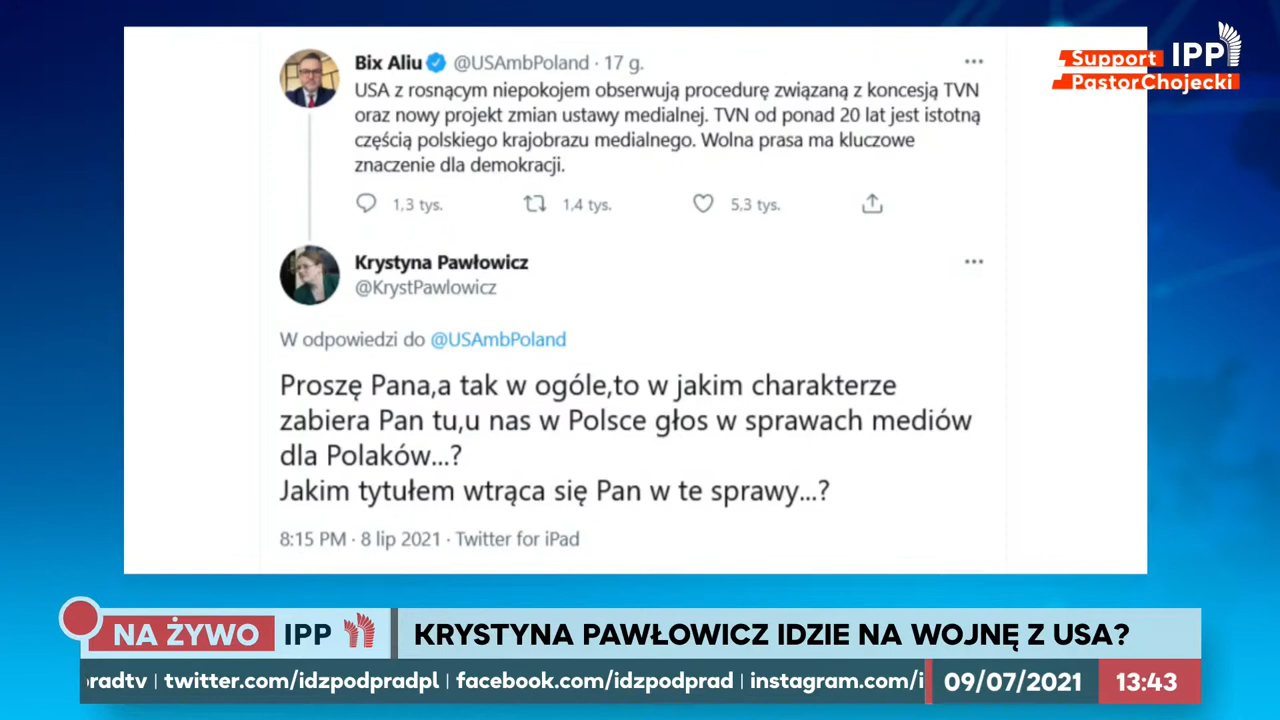 Bix Aliu @USAmbPoland · 17 g.
USA z rosnącym niepokojem obserwują procedurę związaną z koncesją TVN
oraz nowy projekt zmian ustawy medialnej. TVN od ponad 20 lat jest istotną
częścią polskiego krajobrazu medialnego. Wolna prasa ma kluczowe
znaczenie dla demokracji.
1,3 tys. 1,4 tys. 5,3 tys.
Krystyna Pawłowicz
@KrystPawlowicz
W odpowiedzi do @USAmbPoland
Proszę Pana,a tak w ogóle,to w jakim charakterze
zabiera Pan tu,u nas w Polsce głos w sprawach mediów
dla Polaków...?
Jakim tytułem wtrąca się Pan w te sprawy...?
8:15 PM · 8 lip 2021 · Twitter for iPad
Support IPP
PastorChojecki
NA ŻYWO IPP KRYSTYNA PAWŁOWICZ IDZIE NA WOJNĘ Z USA?
pradtv | twitter.com/idzpodpradpl | facebook.com/idzpodprad | instagram.com/i 09/07/2021 13:43